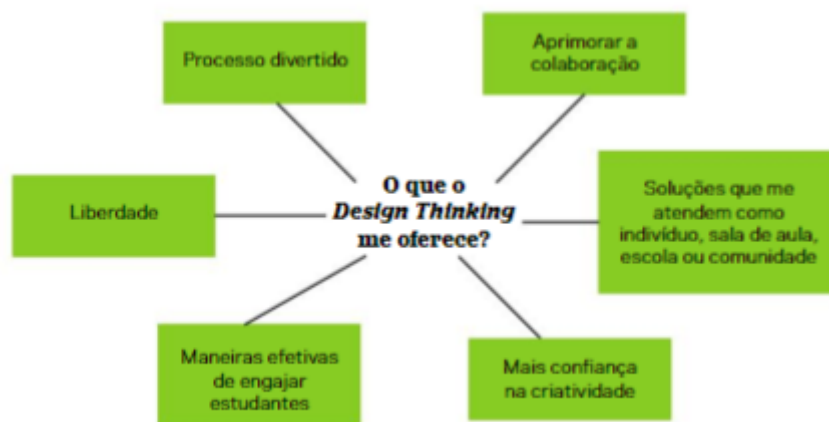 Processo divertido
Aprimorar a
colaboração
O que o
Design Thinking
me oferece?
Liberdade
Soluções que me
atendem como
indivíduo, sala de aula,
escola ou comunidade
Maneiras efetivas
de engajar
estudantes
Mais confiança
na criatividade